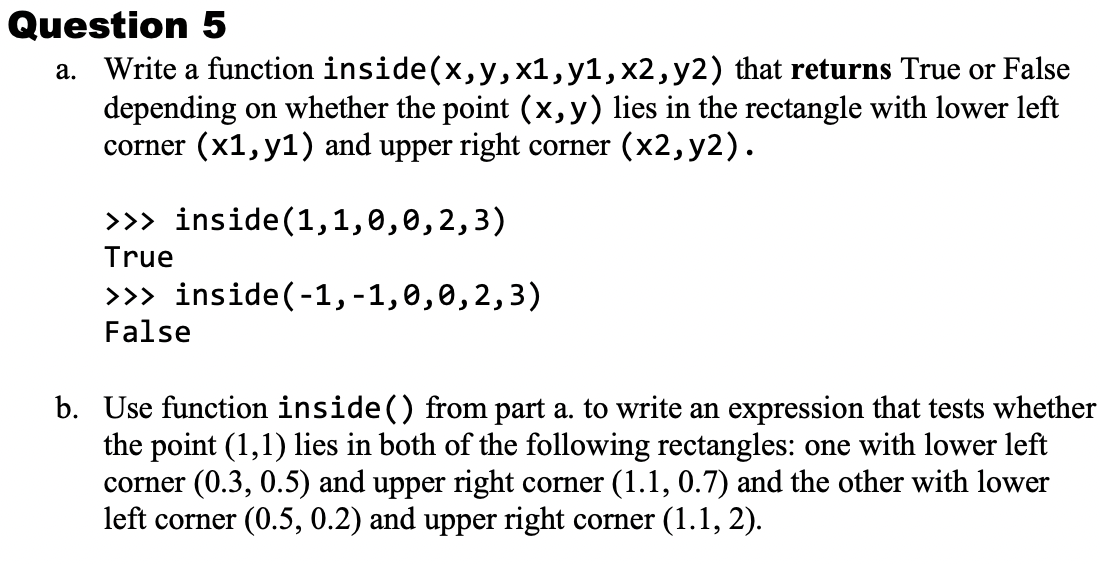 Question 5
a. Write a function inside(x,y,x1,y1,x2,y2) that returns True or False
depending on whether the point (x,y) lies in the rectangle with lower left
corner (x1,y1) and upper right corner (x2,y2).
>>> inside(1,1,0,0,2,3)
True
>>> inside(-1,-1,0,0,2,3)
False
b. Use function inside() from part a. to write an expression that tests whether
the point (1,1) lies in both of the following rectangles: one with lower left
corner (0.3, 0.5) and upper right corner (1.1, 0.7) and the other with lower
left corner (0.5, 0.2) and upper right corner (1.1, 2).